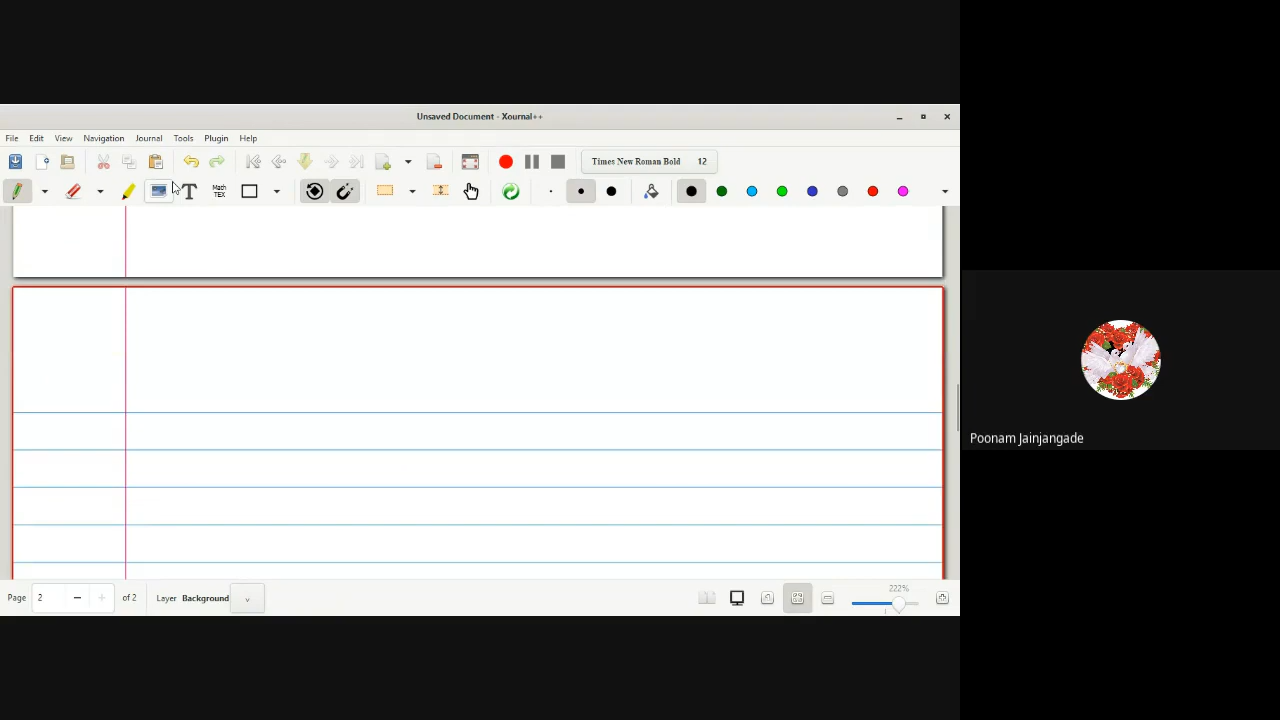 Unsaved Document - Xournal++
File Edit View Navigation Journal Tools Plugin Help
Times New Roman Bold 12
T Math TEX
Poonam Jainjangade
Page 2 of 2 Layer Background 222%